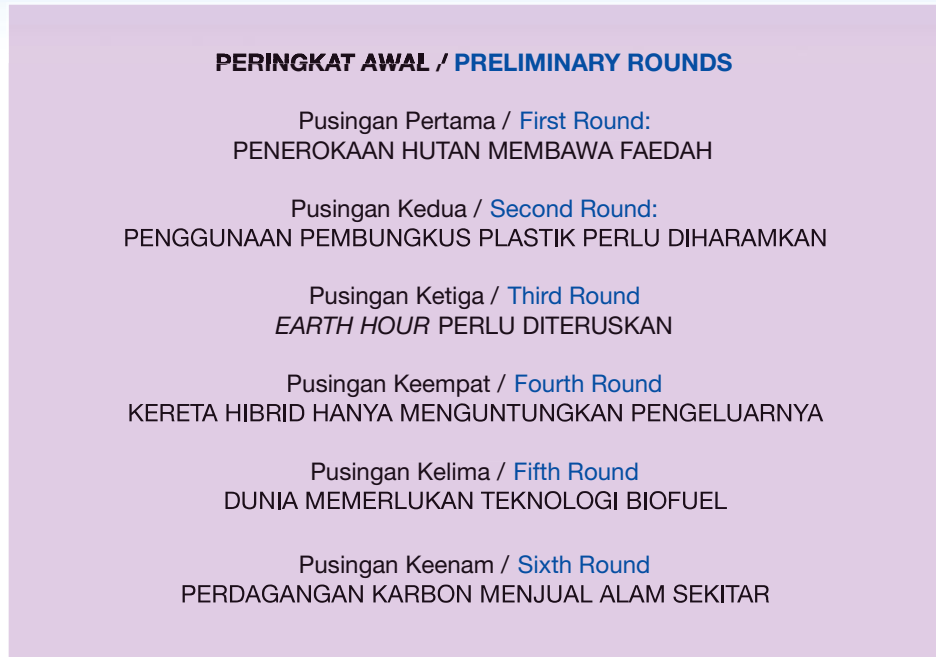 PERINGKAT AWAL / PRELIMINARY ROUNDS
Pusingan Pertama / First Round:
PENEROKAAN HUTAN MEMBAWA FAEDAH
Pusingan Kedua / Second Round:
PENGGUNAAN PEMBUNGKUS PLASTIK PERLU DIHARAMKAN
Pusingan Ketiga / Third Round
EARTH HOUR PERLU DITERUSKAN
Pusingan Keempat / Fourth Round
KERETA HIBRID HANYA MENGUNTUNGKAN PENGELUARNYA
Pusingan Kelima / Fifth Round
DUNIA MEMERLUKAN TEKNOLOGI BIOFUEL
Pusingan Keenam / Sixth Round
PERDAGANGAN KARBON MENJUAL ALAM SEKITAR